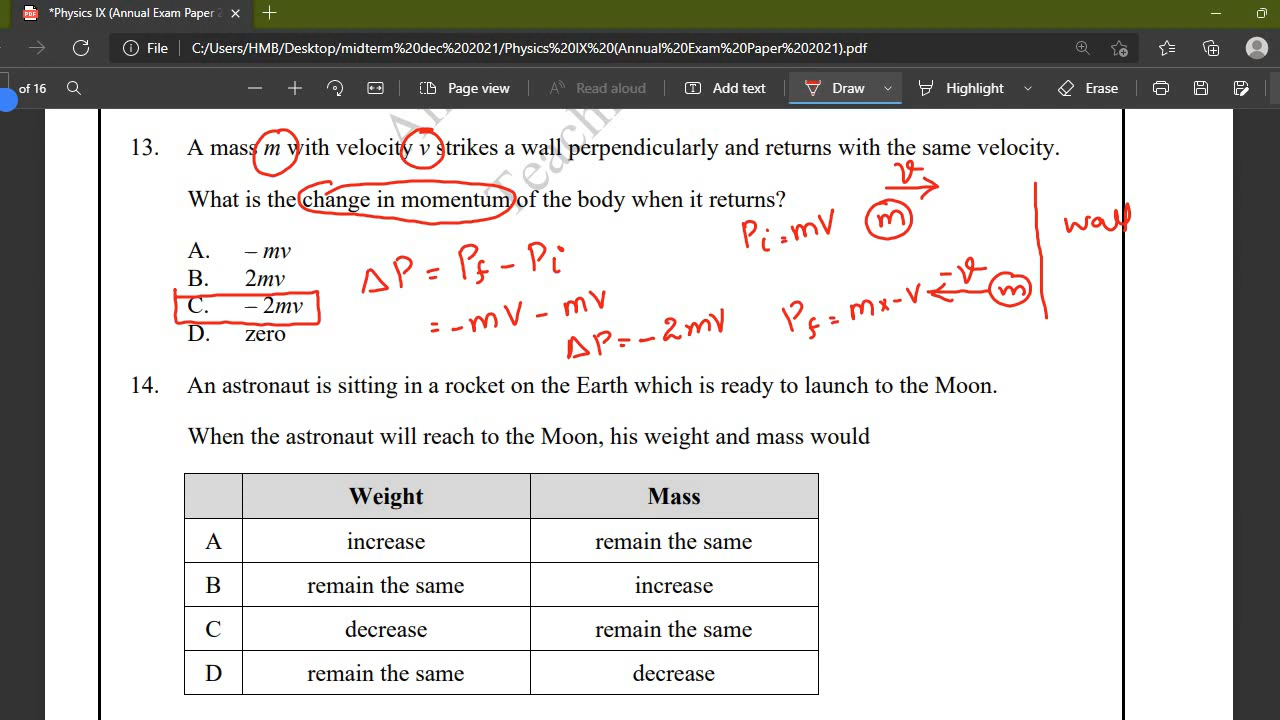 *Physics IX (Annual Exam Paper 2
File C:/Users/HMB/Desktop/midterm%20dec%202021/Physics%20IX%20(Annual%20Exam%20Paper%202021).pdf
of 16 Page view Read aloud Add text Draw Highlight Erase
Teachi
13. A mass m with velocity v strikes a wall perpendicularly and returns with the same velocity.
What is the change in momentum of the body when it returns?
v
m
wall
Pi = mV
A. – mv
B. 2mv
C. – 2mv
D. zero
ΔP = Pf - Pi
= -mV - mV
ΔP = -2mV
-v
m
Pf = m x -V
14. An astronaut is sitting in a rocket on the Earth which is ready to launch to the Moon.
When the astronaut will reach to the Moon, his weight and mass would
Weight Mass
A increase remain the same
B remain the same increase
C decrease remain the same
D remain the same decrease